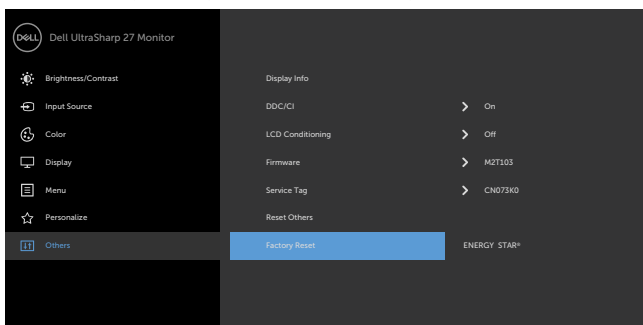 DELL Dell UltraSharp 27 Monitor
Brightness/Contrast
Input Source
Color
Display
Menu
Personalize
Others
Display Info
DDC/CI On
LCD Conditioning Off
Firmware M2T103
Service Tag CN073K0
Reset Others
Factory Reset ENERGY STAR®